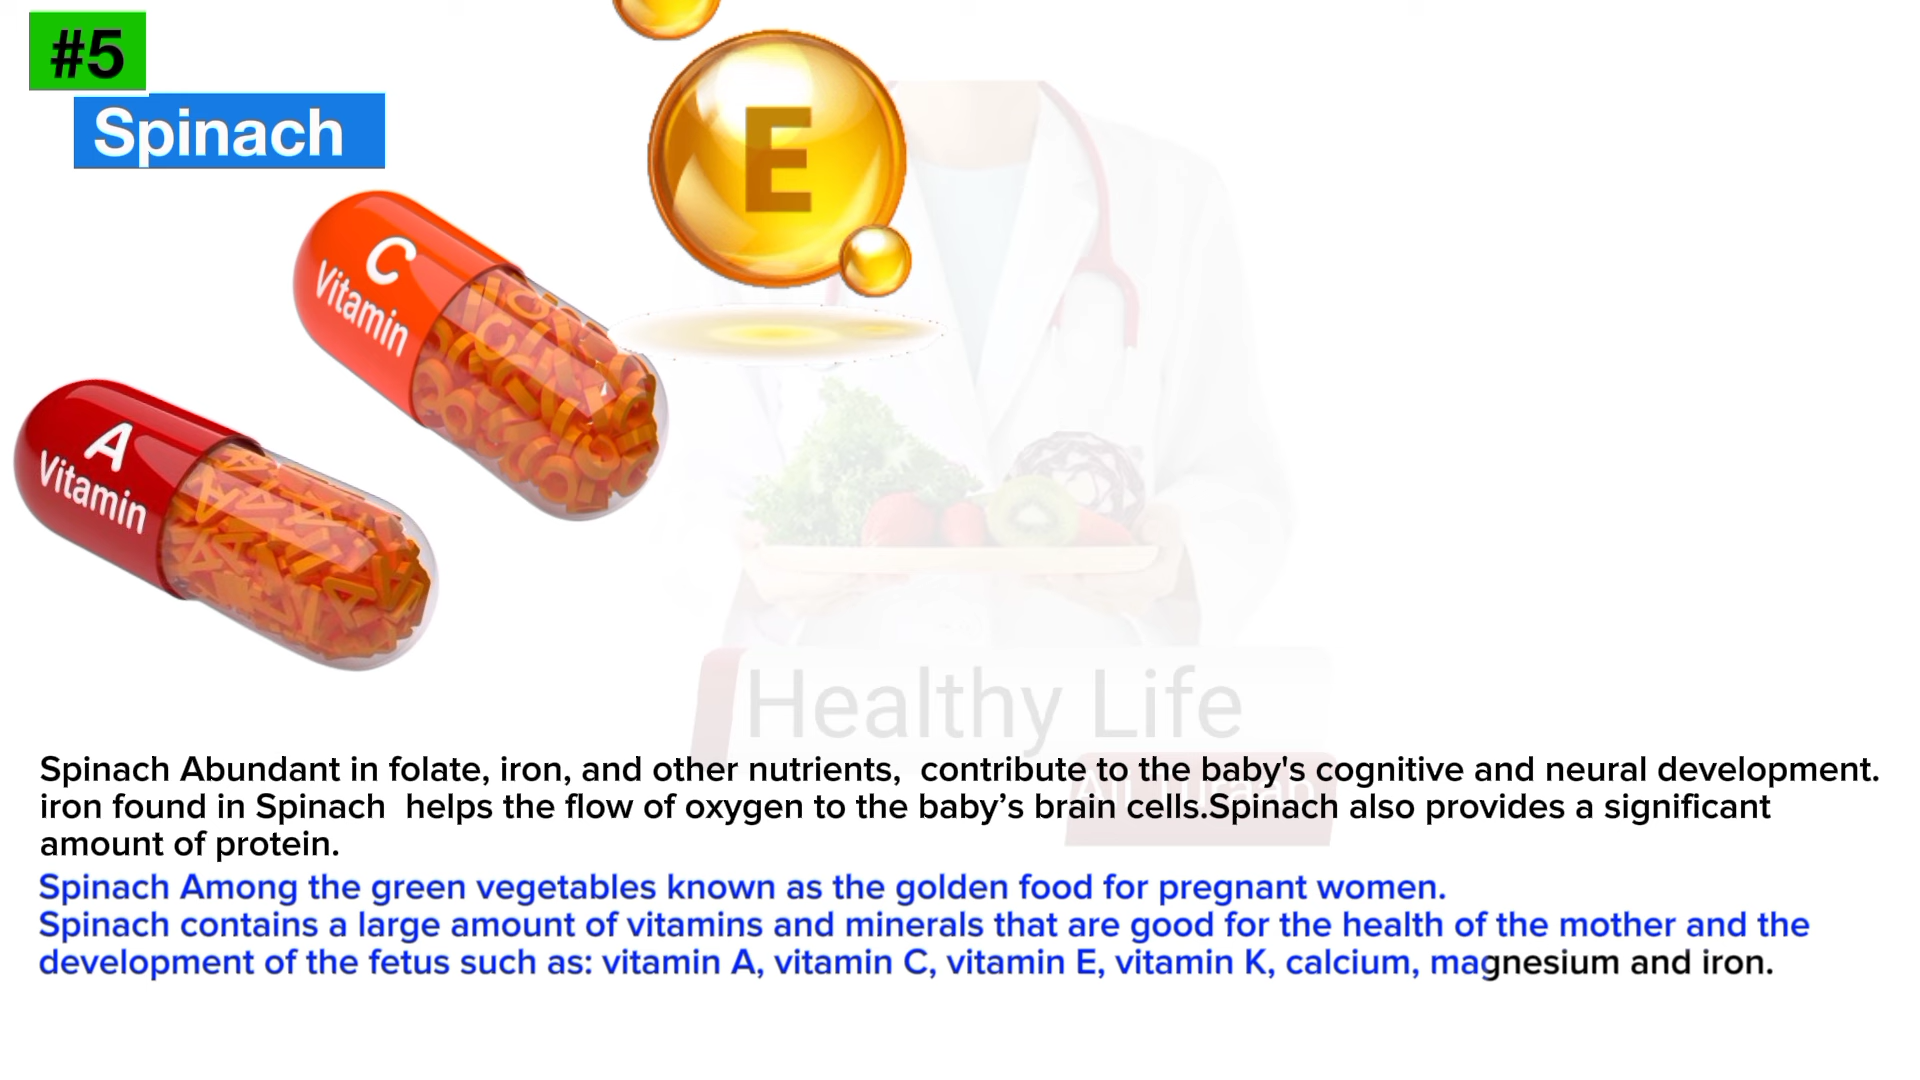 #5
Spinach
E
C
Vitamin
A
Vitamin
Healthy Life
Spinach Abundant in folate, iron, and other nutrients,  contribute to the baby's cognitive and neural development.
iron found in Spinach  helps the flow of oxygen to the baby’s brain cells.Spinach also provides a significant
amount of protein.
Spinach Among the green vegetables known as the golden food for pregnant women.
Spinach contains a large amount of vitamins and minerals that are good for the health of the mother and the
development of the fetus such as: vitamin A, vitamin C, vitamin E, vitamin K, calcium, magnesium and iron.